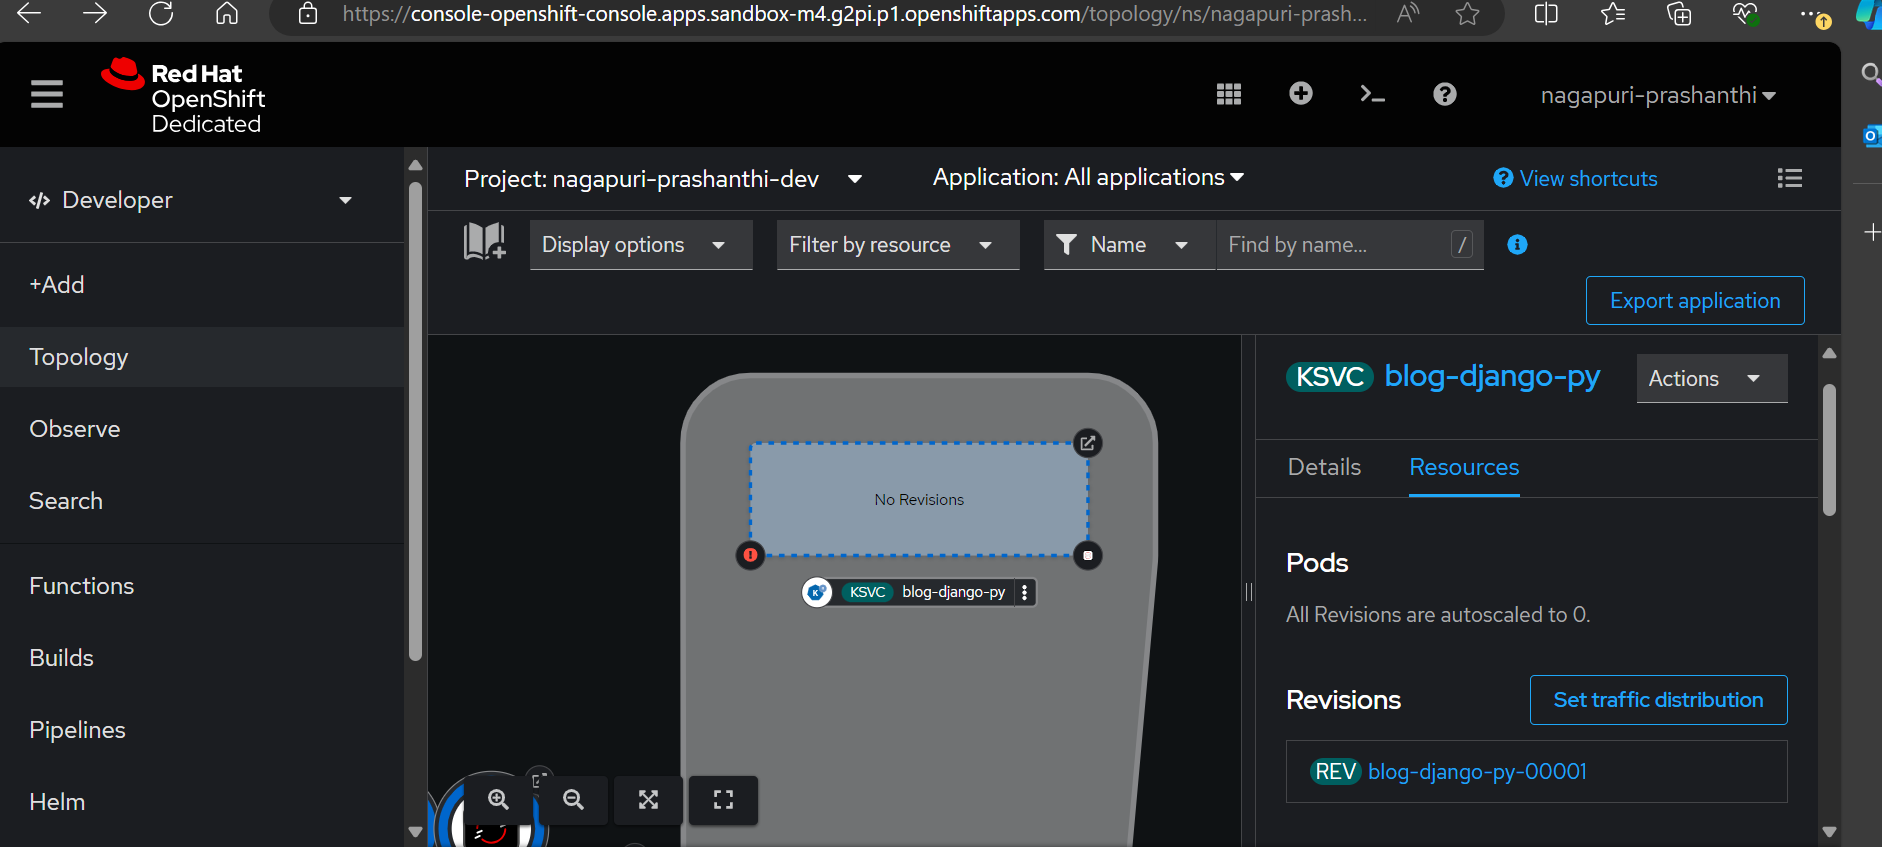 https://console-openshift-console.apps.sandbox-m4.g2pi.p1.openshiftapps.com/topology/ns/nagapuri-prash...
Red Hat
OpenShift
Dedicated
nagapuri-prashanthi
Developer
Project: nagapuri-prashanthi-dev
Application: All applications
View shortcuts
Display options
Filter by resource
Name
Find by name...
/
+Add
Export application
Topology
Observe
Search
Functions
Builds
Pipelines
Helm
No Revisions
KSVC blog-django-py
KSVC blog-django-py
Actions
Details
Resources
Pods
All Revisions are autoscaled to 0.
Revisions
Set traffic distribution
REV blog-django-py-00001